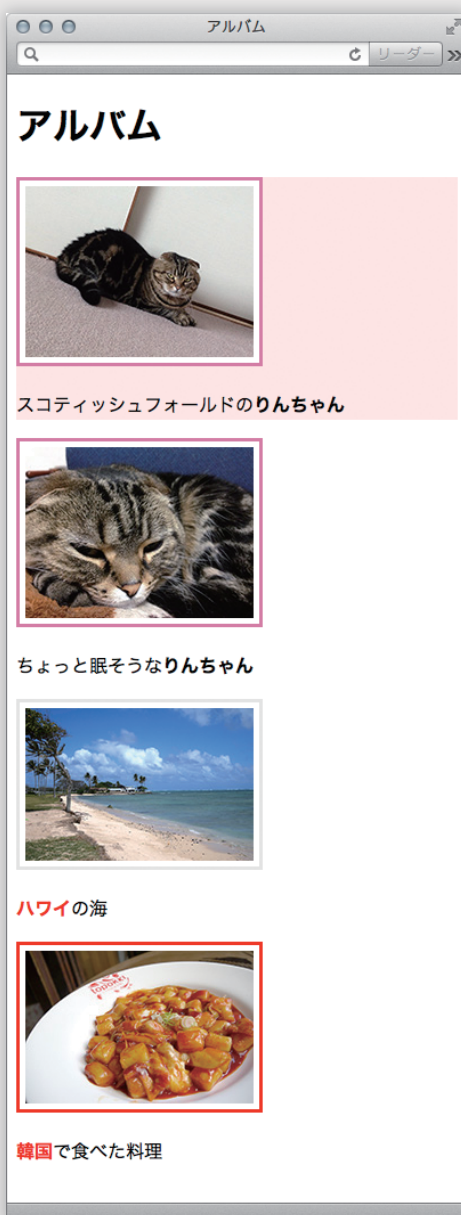 アルバム
リーダー
アルバム
スコティッシュフォールドのりんちゃん
ちょっと眠そうなりんちゃん
ハワイの海
topokki
韓国で食べた料理